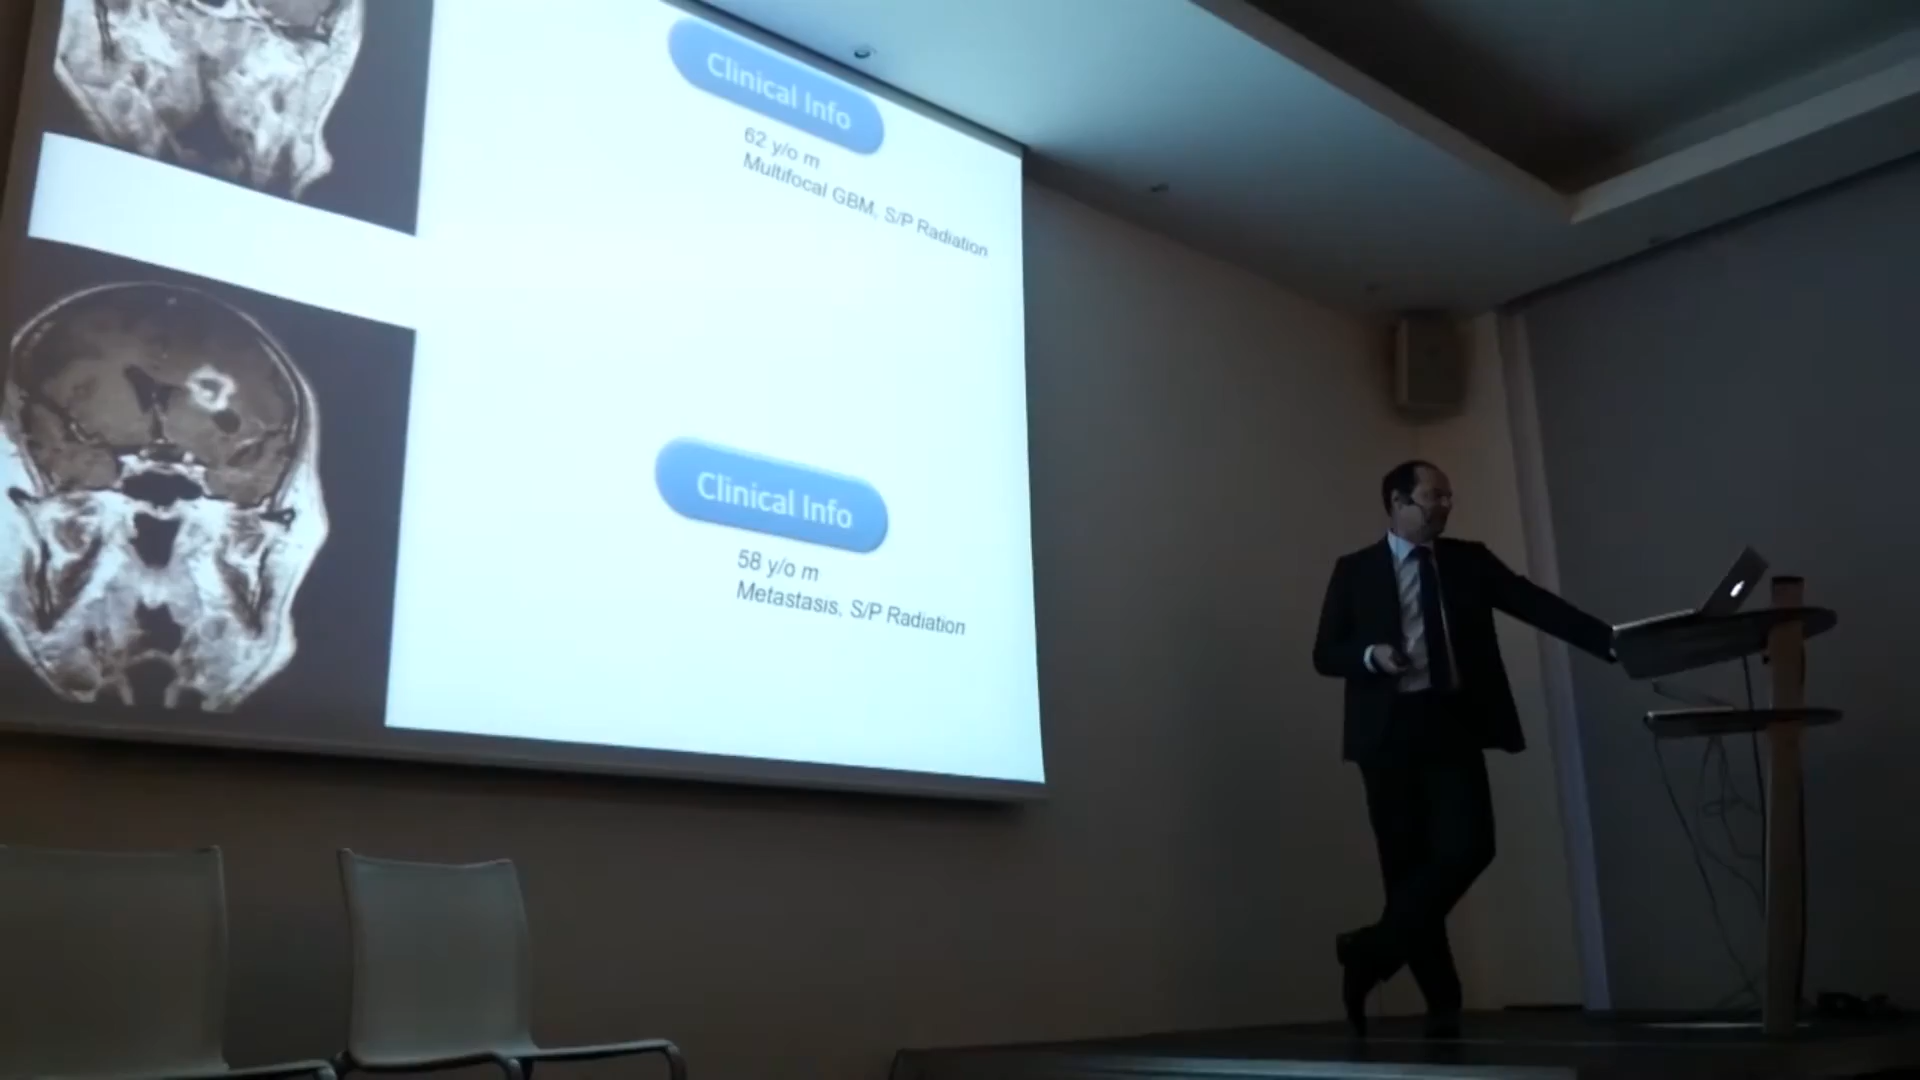 Clinical Info
62 y/o m
Multifocal GBM, S/P Radiation
Clinical Info
58 y/o m
Metastasis, S/P Radiation